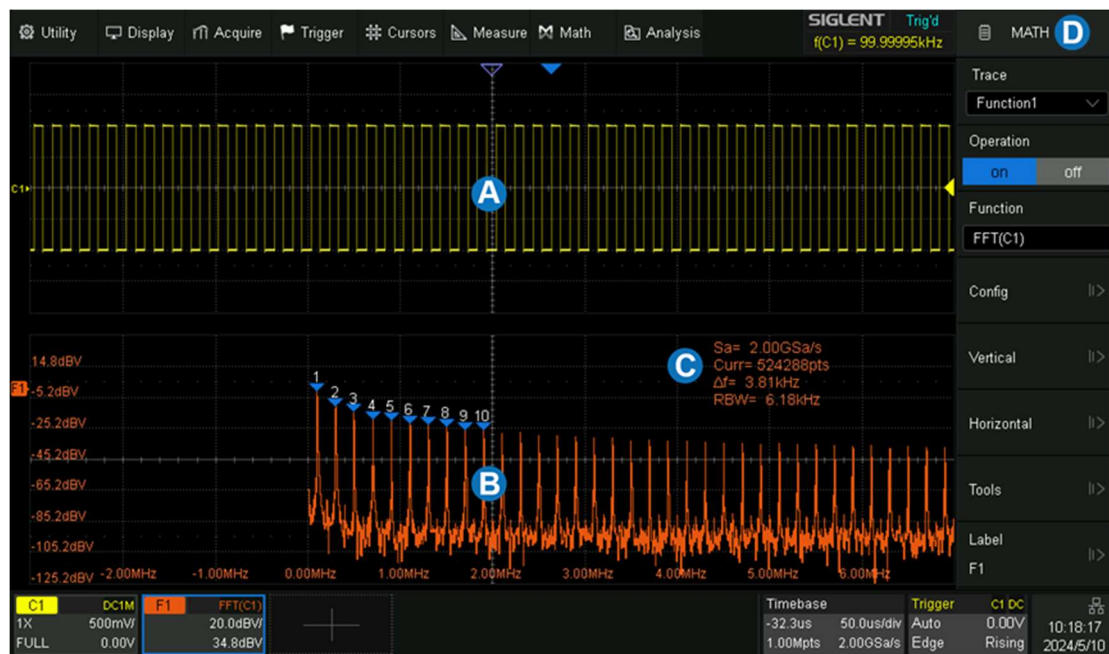 Utility Display Acquire Trigger Cursors Measure Math Analysis
SIGLENT Trig'd
f(C1) = 99.99995kHz
MATH D
Trace
Function1
Operation
on off
Function
FFT(C1)
Config
Vertical
Horizontal
Tools
Label
F1
C1
A
Sa= 2.00GSa/s
Curr= 524288pts
Δf= 3.81kHz
RBW= 6.18kHz
C
14.8dBV
F1
-5.2dBV
-25.2dBV
-45.2dBV
-65.2dBV
-85.2dBV
-105.2dBV
-125.2dBV
1 2 3 4 5 6 7 8 9 10
B
-2.00MHz -1.00MHz 0.00MHz 1.00MHz 2.00MHz 3.00MHz 4.00MHz 5.00MHz 6.00MHz
C1 DC1M
1X 500mV/
FULL 0.00V
F1 FFT(C1)
20.0dBV/
34.8dBV
Timebase
-32.3us 50.0us/div
1.00Mpts 2.00GSa/s
Trigger C1 DC
Auto 0.00V
Edge Rising
10:18:17
2024/5/10